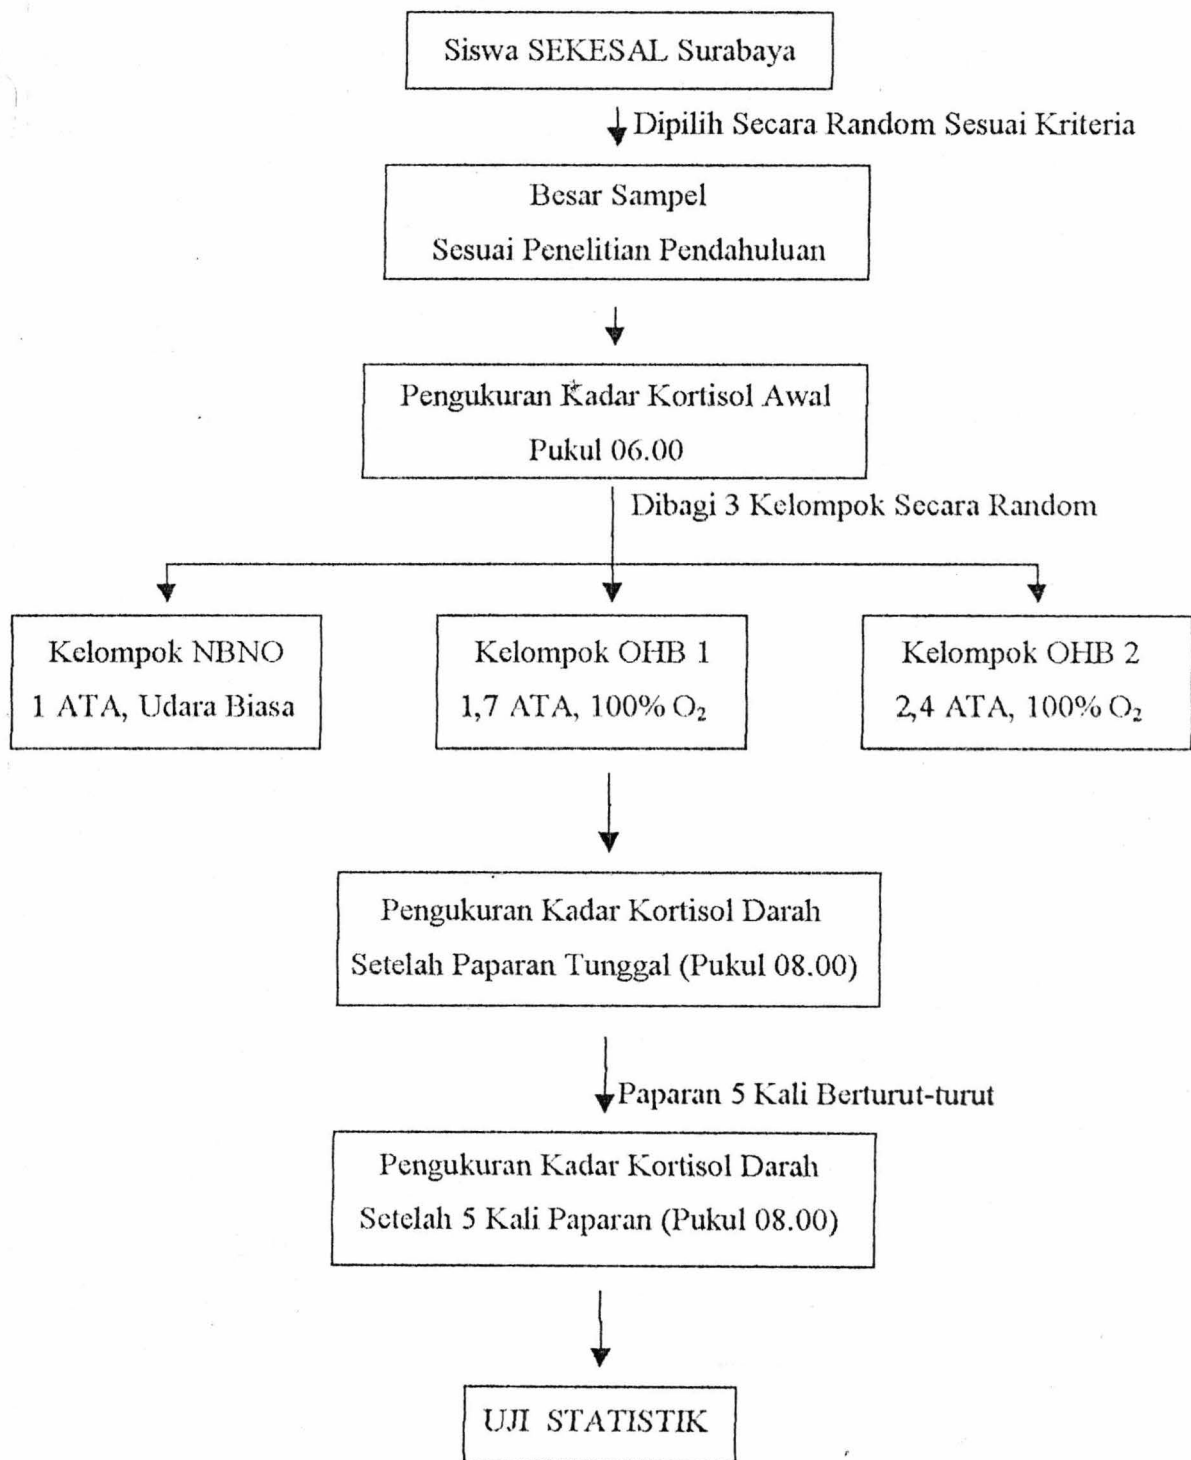 Siswa SEKESAL Surabaya
Dipilih Secara Random Sesuai Kriteria
Besar Sampel
Sesuai Penelitian Pendahuluan
Pengukuran Kadar Kortisol Awal
Pukul 06.00
Dibagi 3 Kelompok Secara Random
Kelompok NBNO
1 ATA, Udara Biasa
Kelompok OHB 1
1,7 ATA, 100% O₂
Kelompok OHB 2
2,4 ATA, 100% O₂
Pengukuran Kadar Kortisol Darah
Setelah Paparan Tunggal (Pukul 08.00)
Paparan 5 Kali Berturut-turut
Pengukuran Kadar Kortisol Darah
Setelah 5 Kali Paparan (Pukul 08.00)
UJI STATISTIK